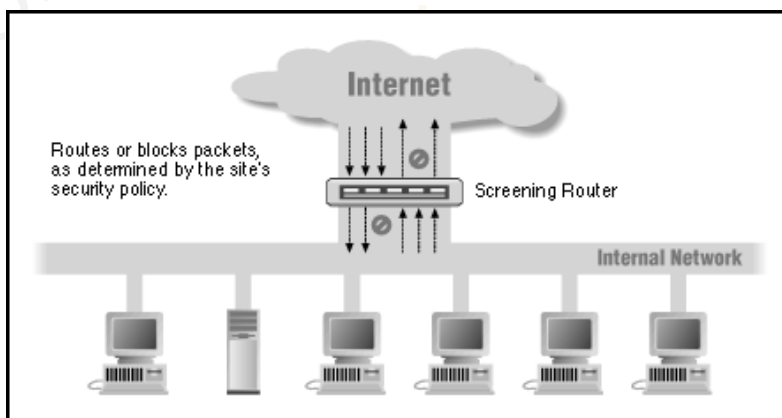 Internet
Routes or blocks packets,
as determined by the site's
security policy.
Screening Router
Internal Network